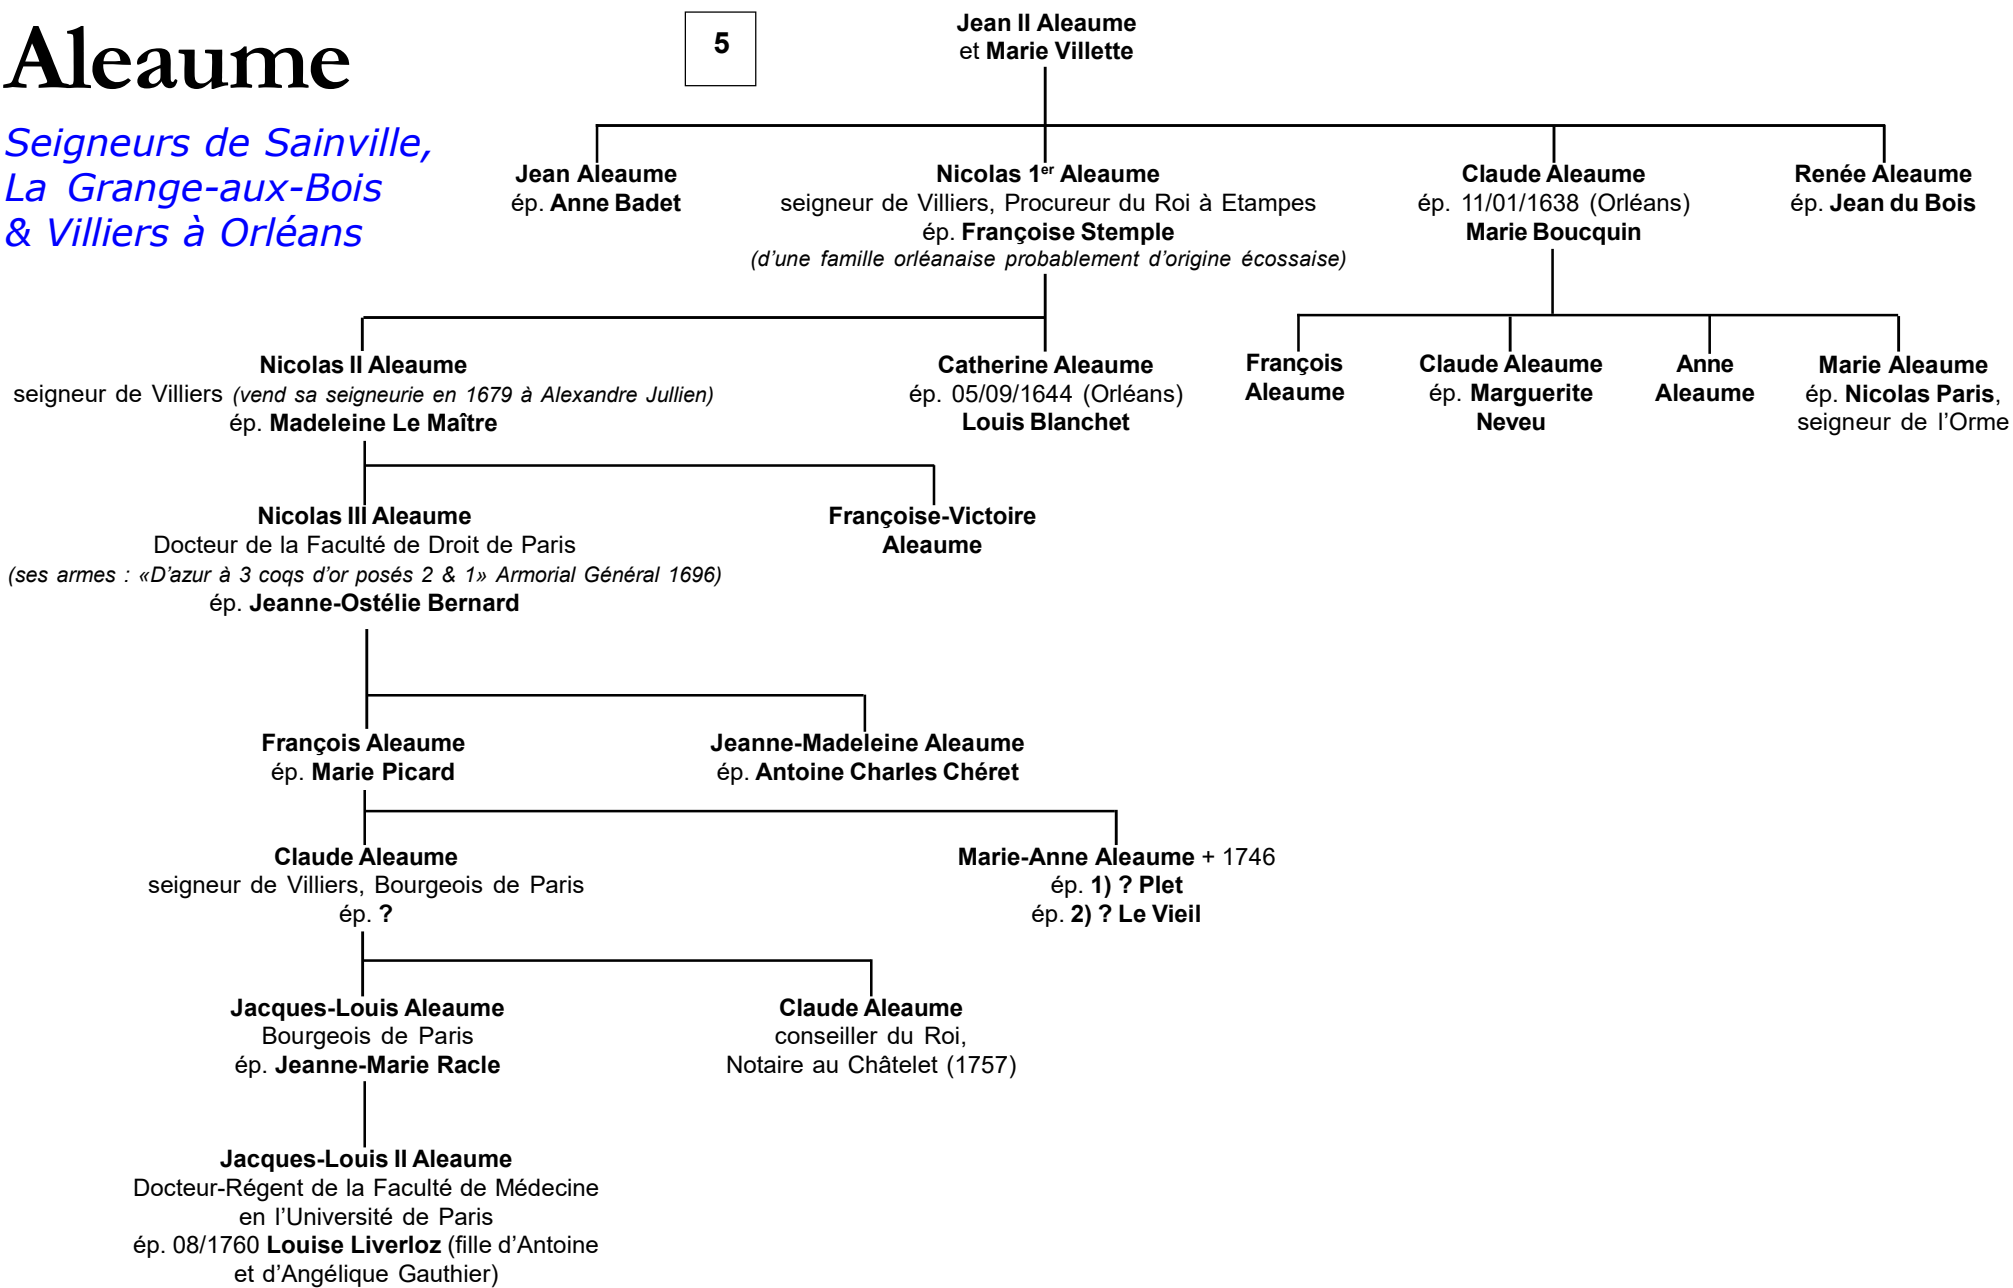 Aleaume
Seigneurs de Sainville,
La Grange-aux-Bois
& Villiers à Orléans
5
Jean II Aleaume
et Marie Villette
Jean Aleaume
ép. Anne Badet
Nicolas 1er Aleaume
seigneur de Villiers, Procureur du Roi à Etampes
ép. Françoise Stemple
(d'une famille orléanaise probablement d'origine écossaise)
Claude Aleaume
ép. 11/01/1638 (Orléans)
Marie Boucquin
Renée Aleaume
ép. Jean du Bois
Nicolas II Aleaume
seigneur de Villiers (vend sa seigneurie en 1679 à Alexandre Jullien)
ép. Madeleine Le Maître
Catherine Aleaume
ép. 05/09/1644 (Orléans)
Louis Blanchet
François
Aleaume
Claude Aleaume
ép. Marguerite
Neveu
Anne
Aleaume
Marie Aleaume
ép. Nicolas Paris,
seigneur de l'Orme
Nicolas III Aleaume
Docteur de la Faculté de Droit de Paris
(ses armes : «D'azur à 3 coqs d'or posés 2 & 1» Armorial Général 1696)
ép. Jeanne-Ostélie Bernard
Françoise-Victoire
Aleaume
François Aleaume
ép. Marie Picard
Jeanne-Madeleine Aleaume
ép. Antoine Charles Chéret
Claude Aleaume
seigneur de Villiers, Bourgeois de Paris
ép. ?
Marie-Anne Aleaume + 1746
ép. 1) ? Plet
ép. 2) ? Le Vieil
Jacques-Louis Aleaume
Bourgeois de Paris
ép. Jeanne-Marie Racle
Claude Aleaume
conseiller du Roi,
Notaire au Châtelet (1757)
Jacques-Louis II Aleaume
Docteur-Régent de la Faculté de Médecine
en l'Université de Paris
ép. 08/1760 Louise Liverloz (fille d'Antoine
et d'Angélique Gauthier)